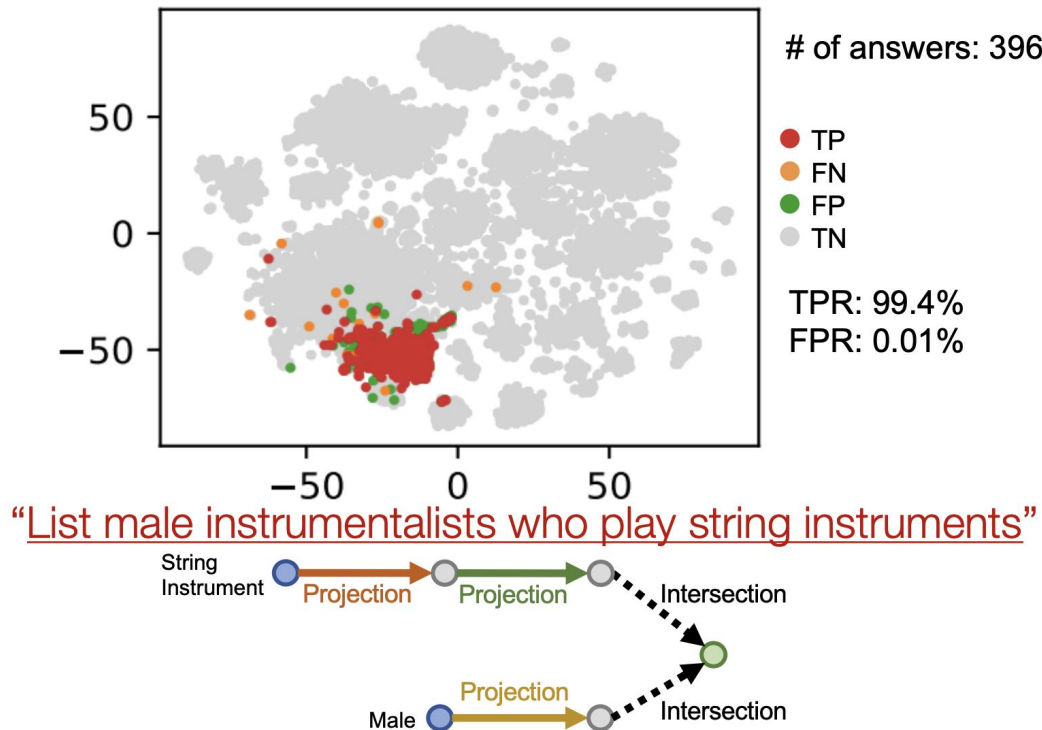 50
0
−50
−50
0
50
# of answers: 396
TP
FN
FP
TN
TPR: 99.4%
FPR: 0.01%
“List male instrumentalists who play string instruments”
String
Instrument
Projection
Projection
Intersection
Projection
Male
Intersection